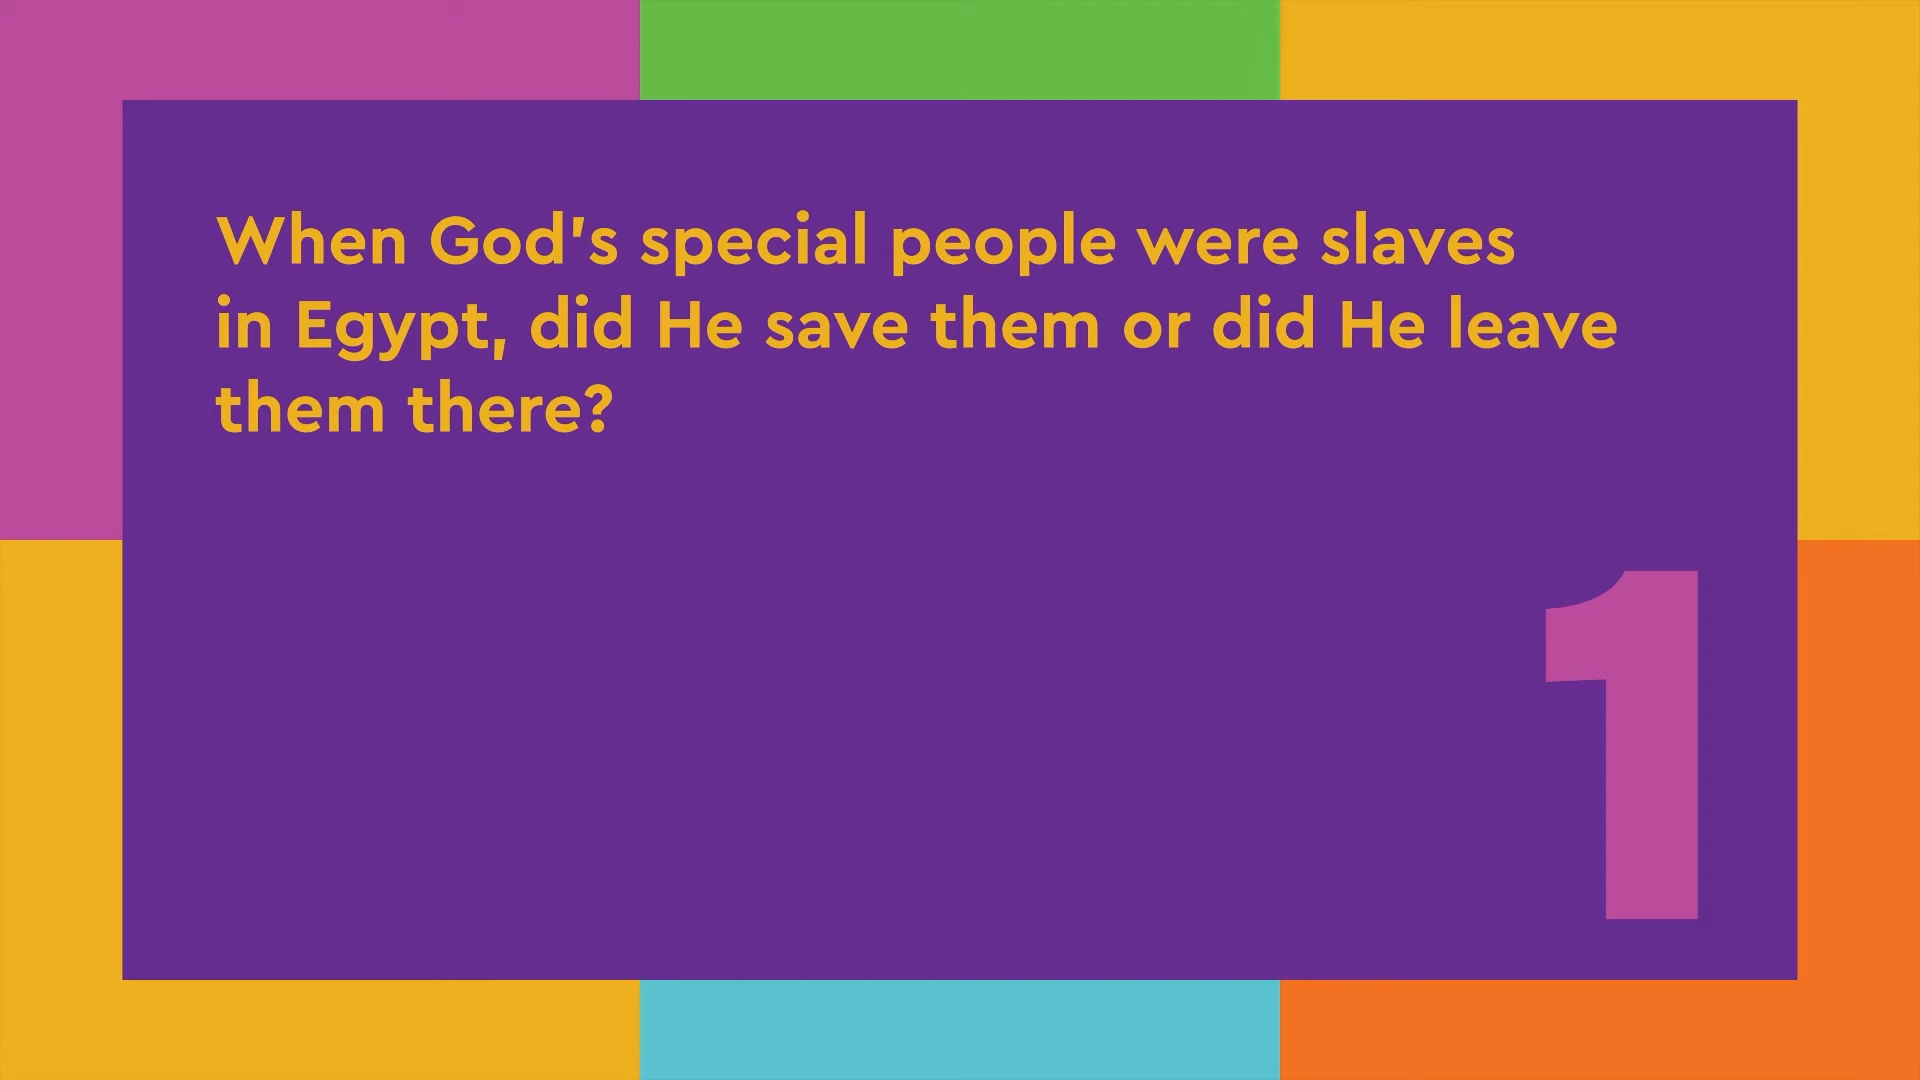 When God's special people were slaves
in Egypt, did He save them or did He leave
them there?
1